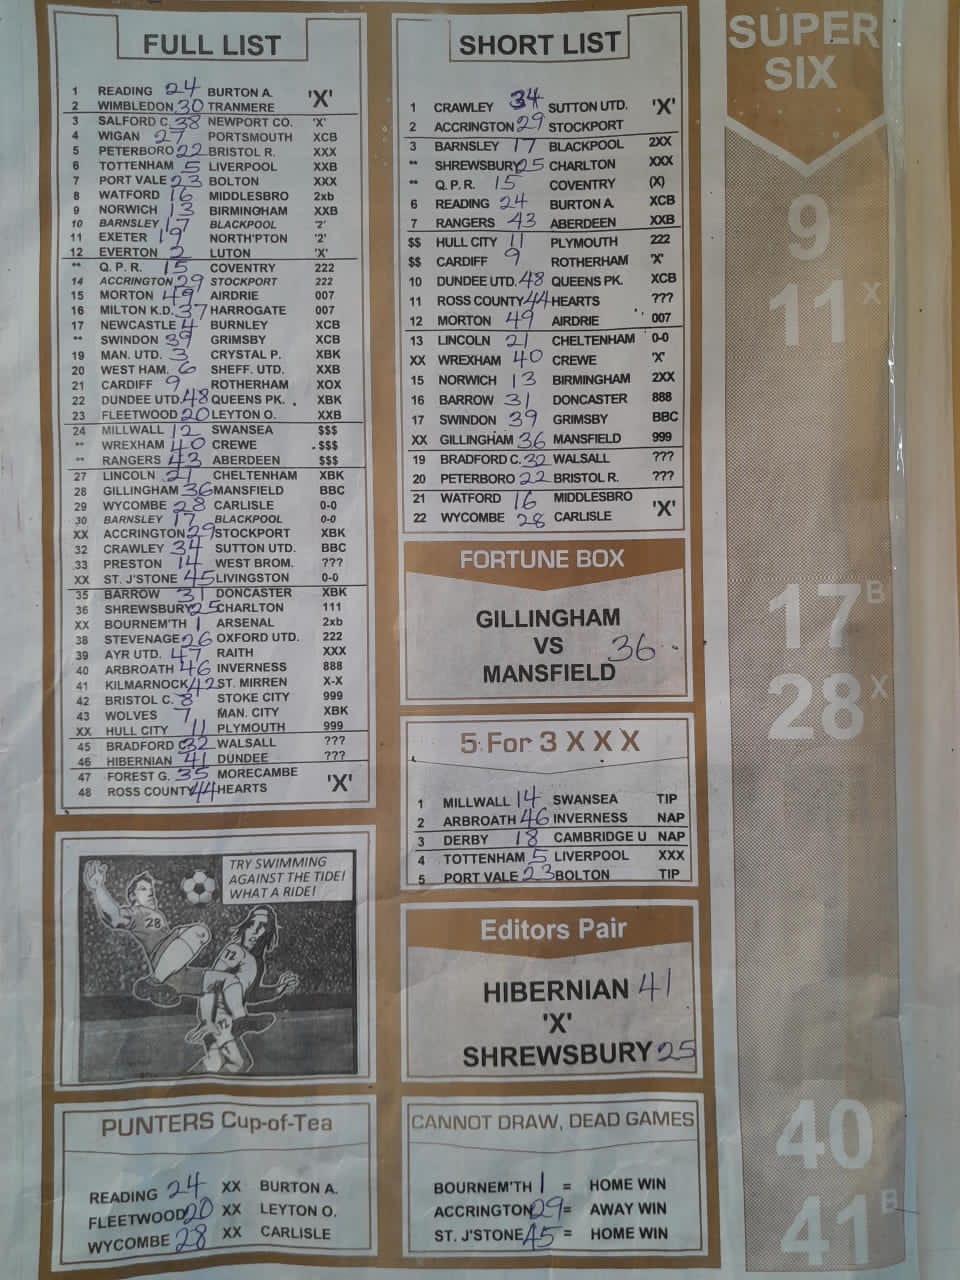 FULL LIST
1 READING 24 BURTON A. 'X'
2 WIMBLEDON 30 TRANMERE
3 SALFORD C. 38 NEWPORT CO. 'X'
4 WIGAN 27 PORTSMOUTH XCB
5 PETERBORO 22 BRISTOL R. XXX
6 TOTTENHAM 5 LIVERPOOL XXB
7 PORT VALE 23 BOLTON XXX
8 WATFORD 16 MIDDLESBRO 2xb
9 NORWICH 13 BIRMINGHAM XXB
10 BARNSLEY 17 BLACKPOOL '2'
11 EXETER 19 NORTH'PTON '2'
12 EVERTON 2 LUTON 'X'
** Q. P. R. 15 COVENTRY 222
14 ACCRINGTON 29 STOCKPORT 222
15 MORTON 49 AIRDRIE 007
16 MILTON K.D. 37 HARROGATE 007
17 NEWCASTLE 4 BURNLEY XCB
** SWINDON 39 GRIMSBY XCB
19 MAN. UTD. 3 CRYSTAL P. XBK
20 WEST HAM. 6 SHEFF. UTD. XXB
21 CARDIFF 9 ROTHERHAM XOX
22 DUNDEE UTD. 48 QUEENS PK. XBK
23 FLEETWOOD 20 LEYTON O. XXB
24 MILLWALL 12 SWANSEA $$$
** WREXHAM 40 CREWE $$$
** RANGERS 43 ABERDEEN $$$
27 LINCOLN 21 CHELTENHAM XBK
28 GILLINGHAM 36 MANSFIELD BBC
29 WYCOMBE 28 CARLISLE 0-0
30 BARNSLEY 17 BLACKPOOL 0-0
XX ACCRINGTON 29 STOCKPORT XBK
32 CRAWLEY 34 SUTTON UTD. BBC
33 PRESTON 14 WEST BROM. ???
XX ST. J'STONE 45 LIVINGSTON 0-0
35 BARROW 31 DONCASTER XBK
36 SHREWSBURY 25 CHARLTON 111
XX BOURNEM'TH 1 ARSENAL 2xb
38 STEVENAGE 26 OXFORD UTD. 222
39 AYR UTD. 47 RAITH XXX
40 ARBROATH 46 INVERNESS 888
41 KILMARNOCK 42 ST. MIRREN X-X
42 BRISTOL C. 8 STOKE CITY 999
43 WOLVES 7 MAN. CITY XBK
XX HULL CITY 11 PLYMOUTH 999
45 BRADFORD C 32 WALSALL ???
46 HIBERNIAN 41 DUNDEE ???
47 FOREST G. 35 MORECAMBE 'X'
48 ROSS COUNTY 44 HEARTS
TRY SWIMMING
AGAINST THE TIDE!
WHAT A RIDE!
28
12
12
PUNTERS Cup-of-Tea
READING 24 XX BURTON A.
FLEETWOOD 20 XX LEYTON O.
WYCOMBE 28 XX CARLISLE
SHORT LIST
1 CRAWLEY 34 SUTTON UTD. 'X'
2 ACCRINGTON 29 STOCKPORT
3 BARNSLEY 17 BLACKPOOL 2XX
** SHREWSBURY 25 CHARLTON XXX
** Q. P. R. 15 COVENTRY (X)
6 READING 24 BURTON A. XCB
7 RANGERS 43 ABERDEEN XXB
$$ HULL CITY 11 PLYMOUTH 222
$$ CARDIFF 9 ROTHERHAM 'X'
10 DUNDEE UTD. 48 QUEENS PK. XCB
11 ROSS COUNTY 44 HEARTS ???
12 MORTON 49 AIRDRIE 007
13 LINCOLN 21 CHELTENHAM 0-0
XX WREXHAM 40 CREWE 'X'
15 NORWICH 13 BIRMINGHAM 2XX
16 BARROW 31 DONCASTER 888
17 SWINDON 39 GRIMSBY BBC
XX GILLINGHAM 36 MANSFIELD 999
19 BRADFORD C. 32 WALSALL ???
20 PETERBORO 22 BRISTOL R. ???
21 WATFORD 16 MIDDLESBRO 'X'
22 WYCOMBE 28 CARLISLE
FORTUNE BOX
GILLINGHAM
VS 36
MANSFIELD
5 For 3 X X X
1 MILLWALL 14 SWANSEA TIP
2 ARBROATH 46 INVERNESS NAP
3 DERBY 18 CAMBRIDGE U NAP
4 TOTTENHAM 5 LIVERPOOL XXX
5 PORT VALE 23 BOLTON TIP
Editors Pair
HIBERNIAN 41
'X'
SHREWSBURY 25
CANNOT DRAW, DEAD GAMES
BOURNEM'TH 1 = HOME WIN
ACCRINGTON 29 = AWAY WIN
ST. J'STONE 45 = HOME WIN
SUPER
SIX
9
11 X
17 B
28 X
40
41 B